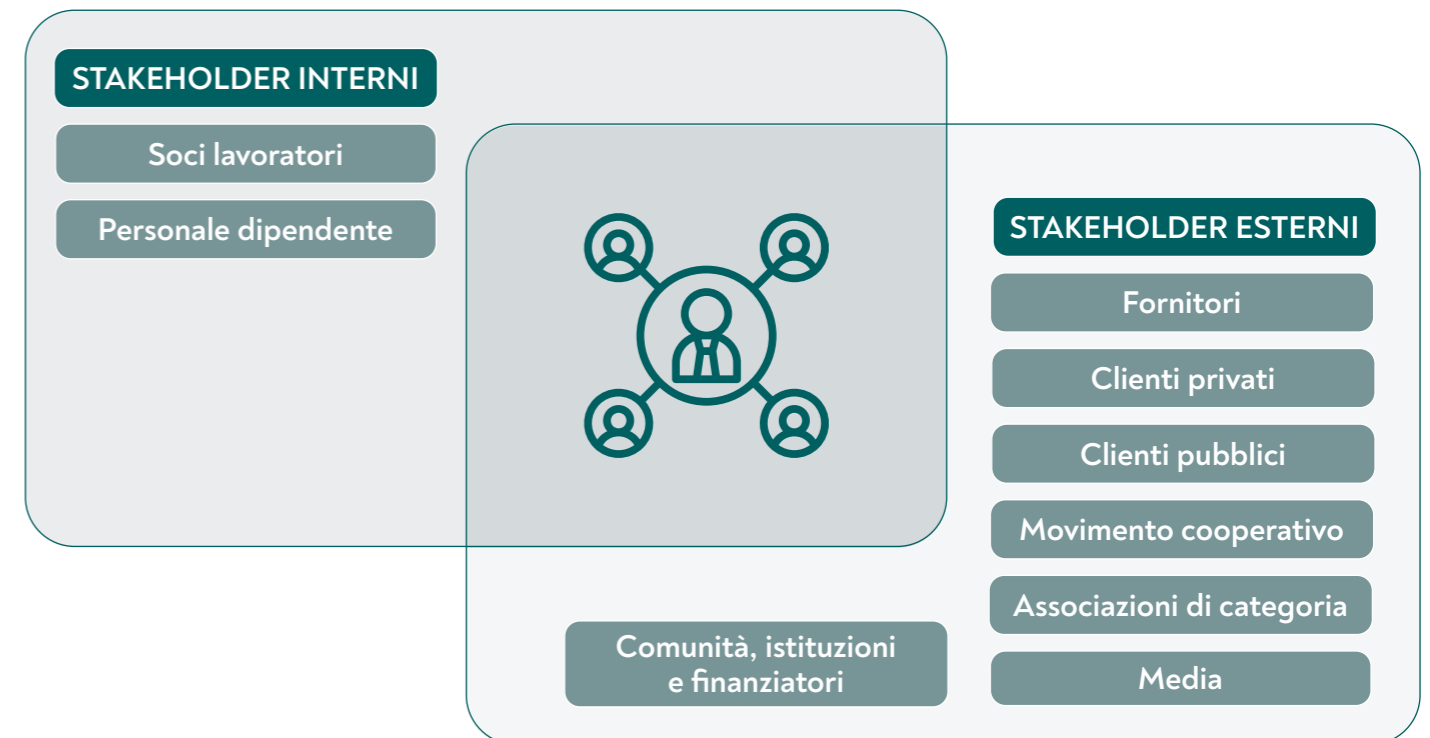 STAKEHOLDER INTERNI
Soci lavoratori
Personale dipendente
STAKEHOLDER ESTERNI
Fornitori
Clienti privati
Clienti pubblici
Movimento cooperativo
Associazioni di categoria
Media
Comunità, istituzioni
e finanziatori